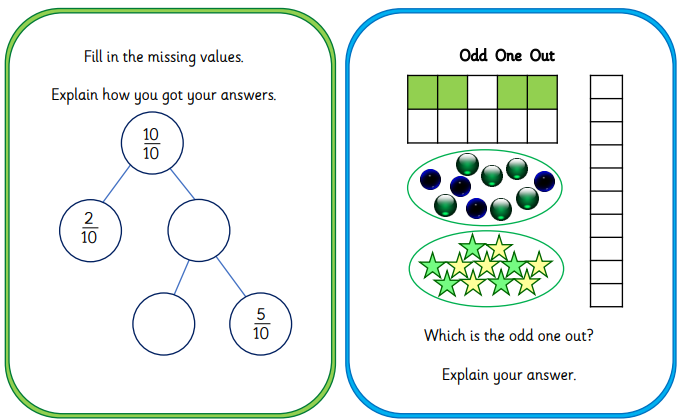 Fill in the missing values.
Explain how you got your answers.
10
10
2
10
5
10
Odd One Out
Which is the odd one out?
Explain your answer.